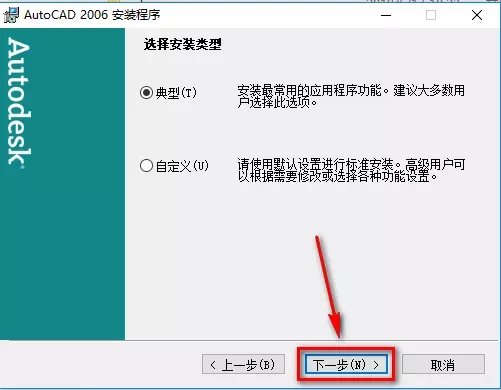 AutoCAD 2006 安装程序
Autodesk
选择安装类型
典型(T)
安装最常用的应用程序功能。建议大多数用
户选择此选项。
自定义(U)
请使用默认设置进行标准安装。高级用户可
以根据需要修改或选择各种功能设置。
< 上一步(B)
下一步(N) >
取消